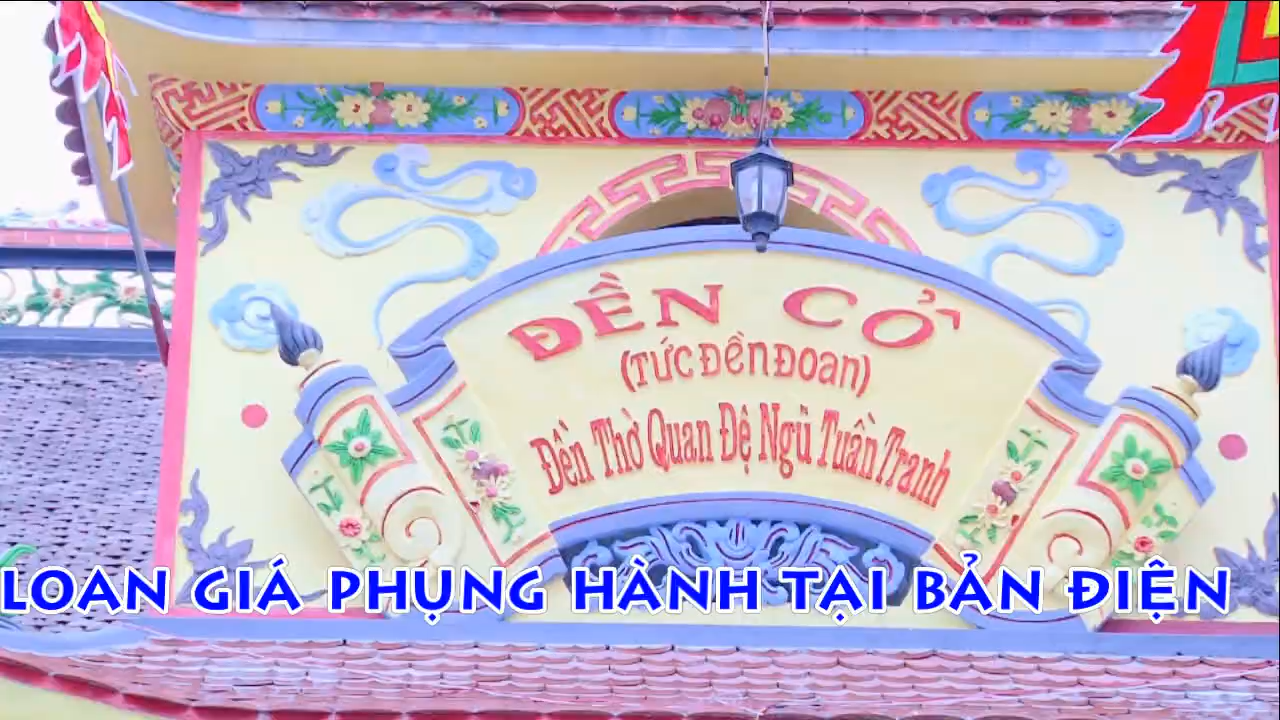 ĐỀN CỔ
(TỨC ĐỀN ĐOAN)
Đền Thờ Quan Đệ Ngũ Tuần Tranh
LOAN GIÁ PHỤNG HÀNH TẠI BẢN ĐIỆN